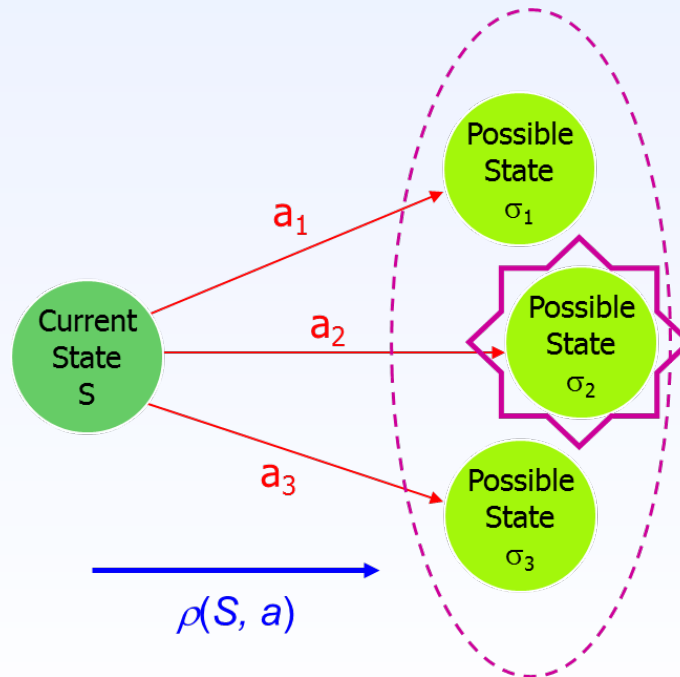 Possible
State
σ₁
a₁
Current
State
S
a₂
Possible
State
σ₂
a₃
Possible
State
σ₃
ρ(S, a)